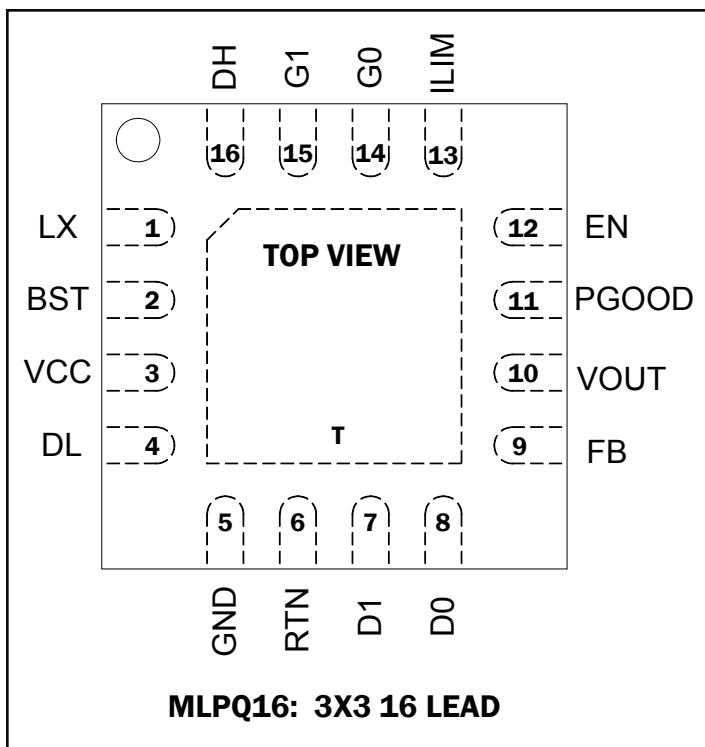 DH G1 G0 ILIM
16 15 14 13
LX 1 12 EN
TOP VIEW
BST 2 11 PGOOD
VCC 3 10 VOUT
DL 4 T 9 FB
5 6 7 8
GND RTN D1 D0
MLPQ16: 3X3 16 LEAD